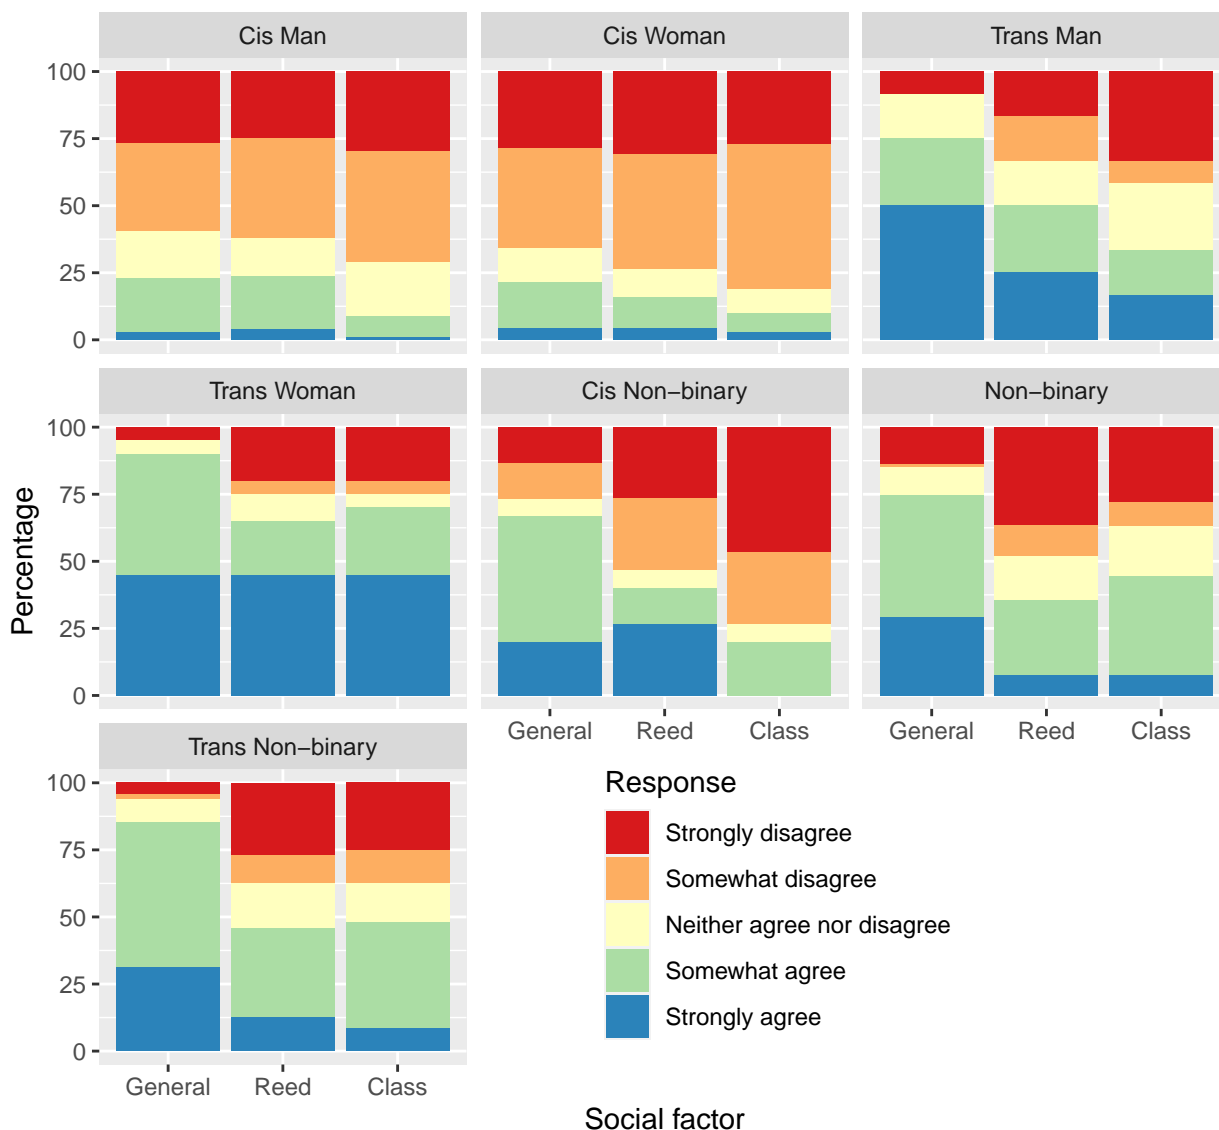 Cis Man
Cis Woman
Trans Man
100
75
50
25
0
Trans Woman
Cis Non−binary
Non−binary
100
75
50
25
0
General
Reed
Class
General
Reed
Class
Trans Non−binary
100
75
50
25
0
General
Reed
Class
Percentage
Response
Strongly disagree
Somewhat disagree
Neither agree nor disagree
Somewhat agree
Strongly agree
Social factor